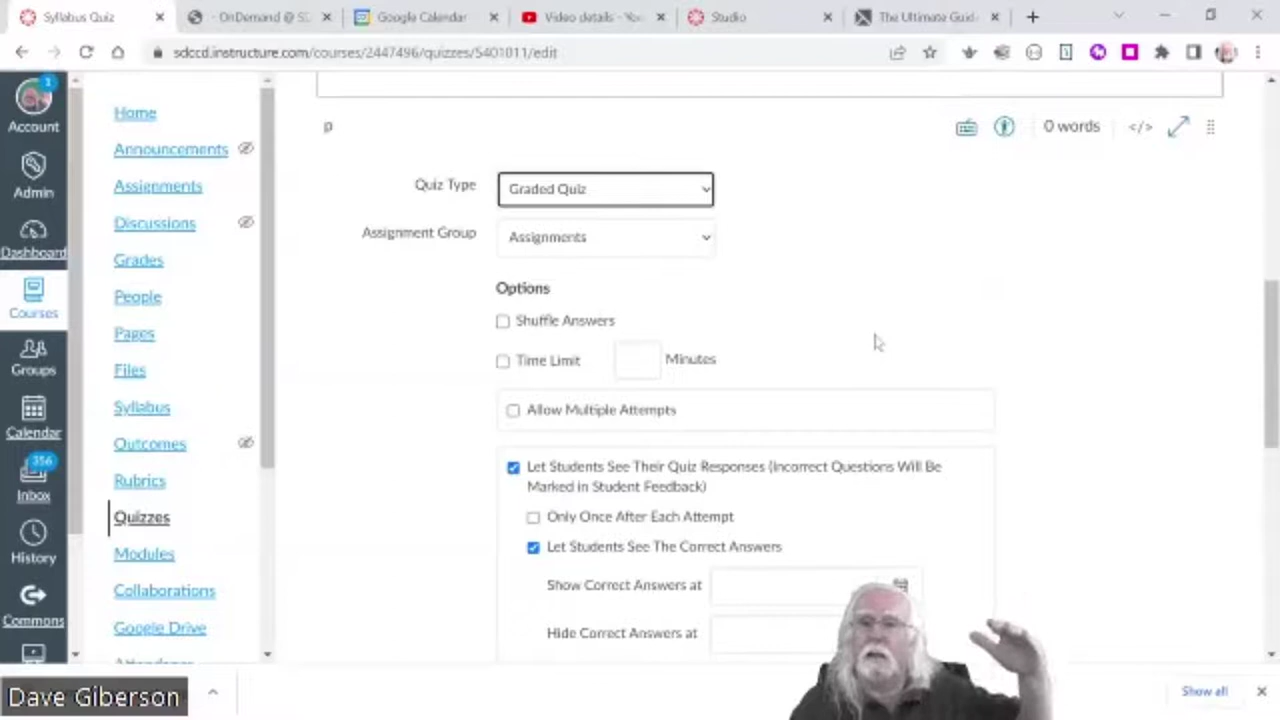 Syllabus Quiz
OnDemand @ S
Google Calendar
Video details - Yo
Studio
The Ultimate Guid
sdccd.instructure.com/courses/2447496/quizzes/5401011/edit
1
Account
Admin
Dashboard
Courses
Groups
Calendar
356
Inbox
History
Commons
Home
Announcements
Assignments
Discussions
Grades
People
Pages
Files
Syllabus
Outcomes
Rubrics
Quizzes
Modules
Collaborations
Google Drive
Attendance
p
0 words
</>
Quiz Type
Graded Quiz
Assignment Group
Assignments
Options
Shuffle Answers
Time Limit
Minutes
Allow Multiple Attempts
Let Students See Their Quiz Responses (Incorrect Questions Will Be
Marked in Student Feedback)
Only Once After Each Attempt
Let Students See The Correct Answers
Show Correct Answers at
Hide Correct Answers at
Dave Giberson
Show all